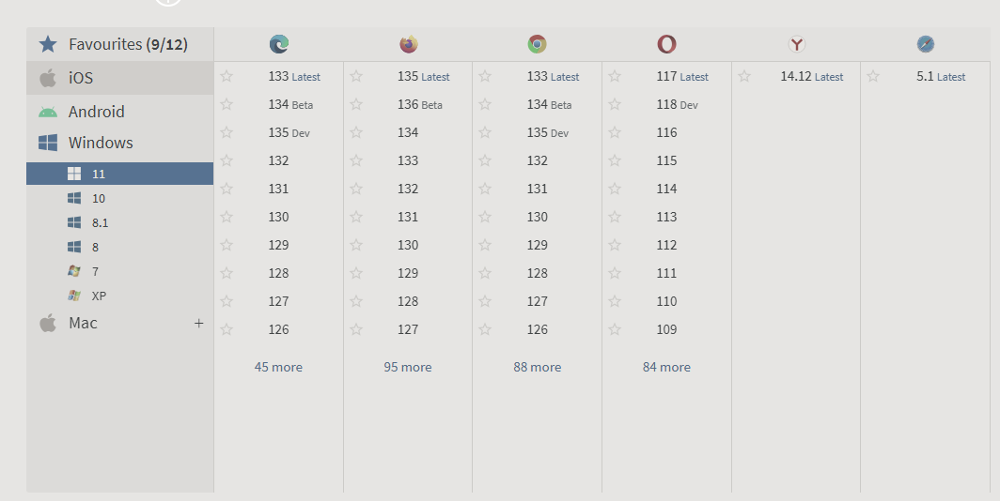 Favourites (9/12)
iOS
Android
Windows
11
10
8.1
8
7
XP
Mac +
133 Latest
134 Beta
135 Dev
132
131
130
129
128
127
126
45 more
135 Latest
136 Beta
134
133
132
131
130
129
128
127
95 more
133 Latest
134 Beta
135 Dev
132
131
130
129
128
127
126
88 more
117 Latest
118 Dev
116
115
114
113
112
111
110
109
84 more
14.12 Latest
5.1 Latest